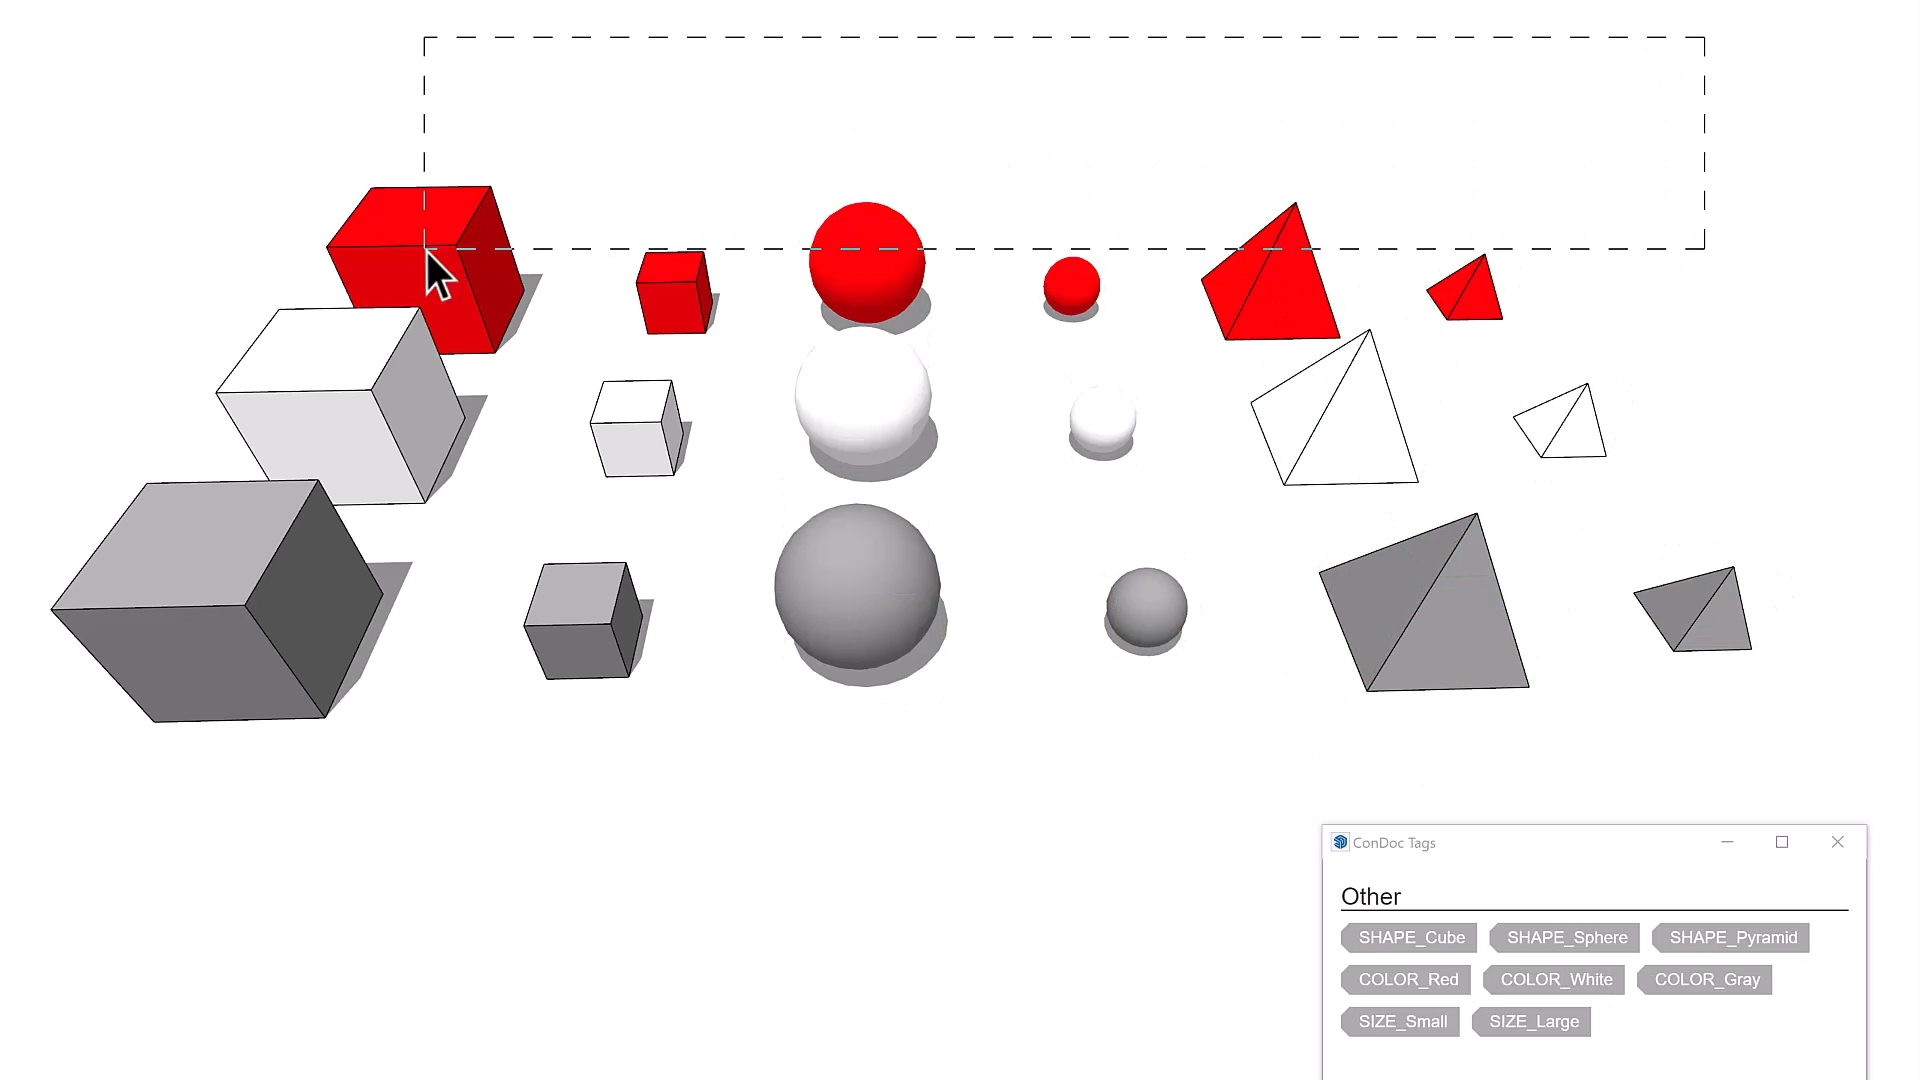 ConDoc Tags
Other
SHAPE_Cube SHAPE_Sphere SHAPE_Pyramid
COLOR_Red COLOR_White COLOR_Gray
SIZE_Small SIZE_Large